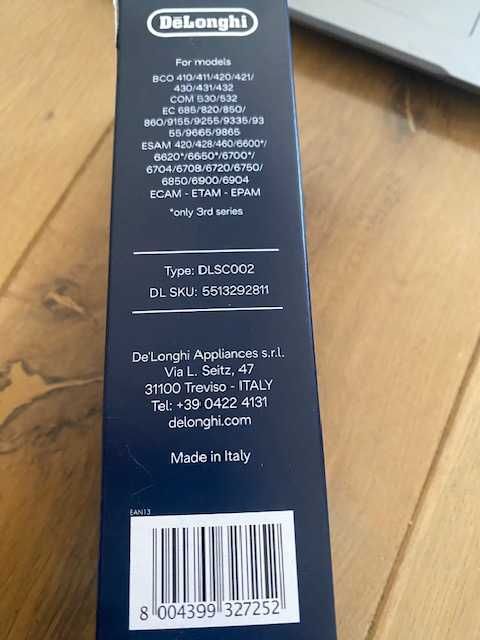 DēLonghi
For models
BCO 410/411/420/421/
430/431/432
COM 530/532
EC 685/820/850/
860/9155/9255/9335/93
55/9665/9865
ESAM 420/428/460/6600*/
6620*/6650*/6700*/
6704/6708/6720/6750/
6850/6900/6904
ECAM - ETAM - EPAM
*only 3rd series
Type: DLSC002
DL SKU: 5513292811
De'Longhi Appliances s.r.l.
Via L. Seitz, 47
31100 Treviso - ITALY
Tel: +39 0422 4131
delonghi.com
Made in Italy
EAN13
8 004399 327252